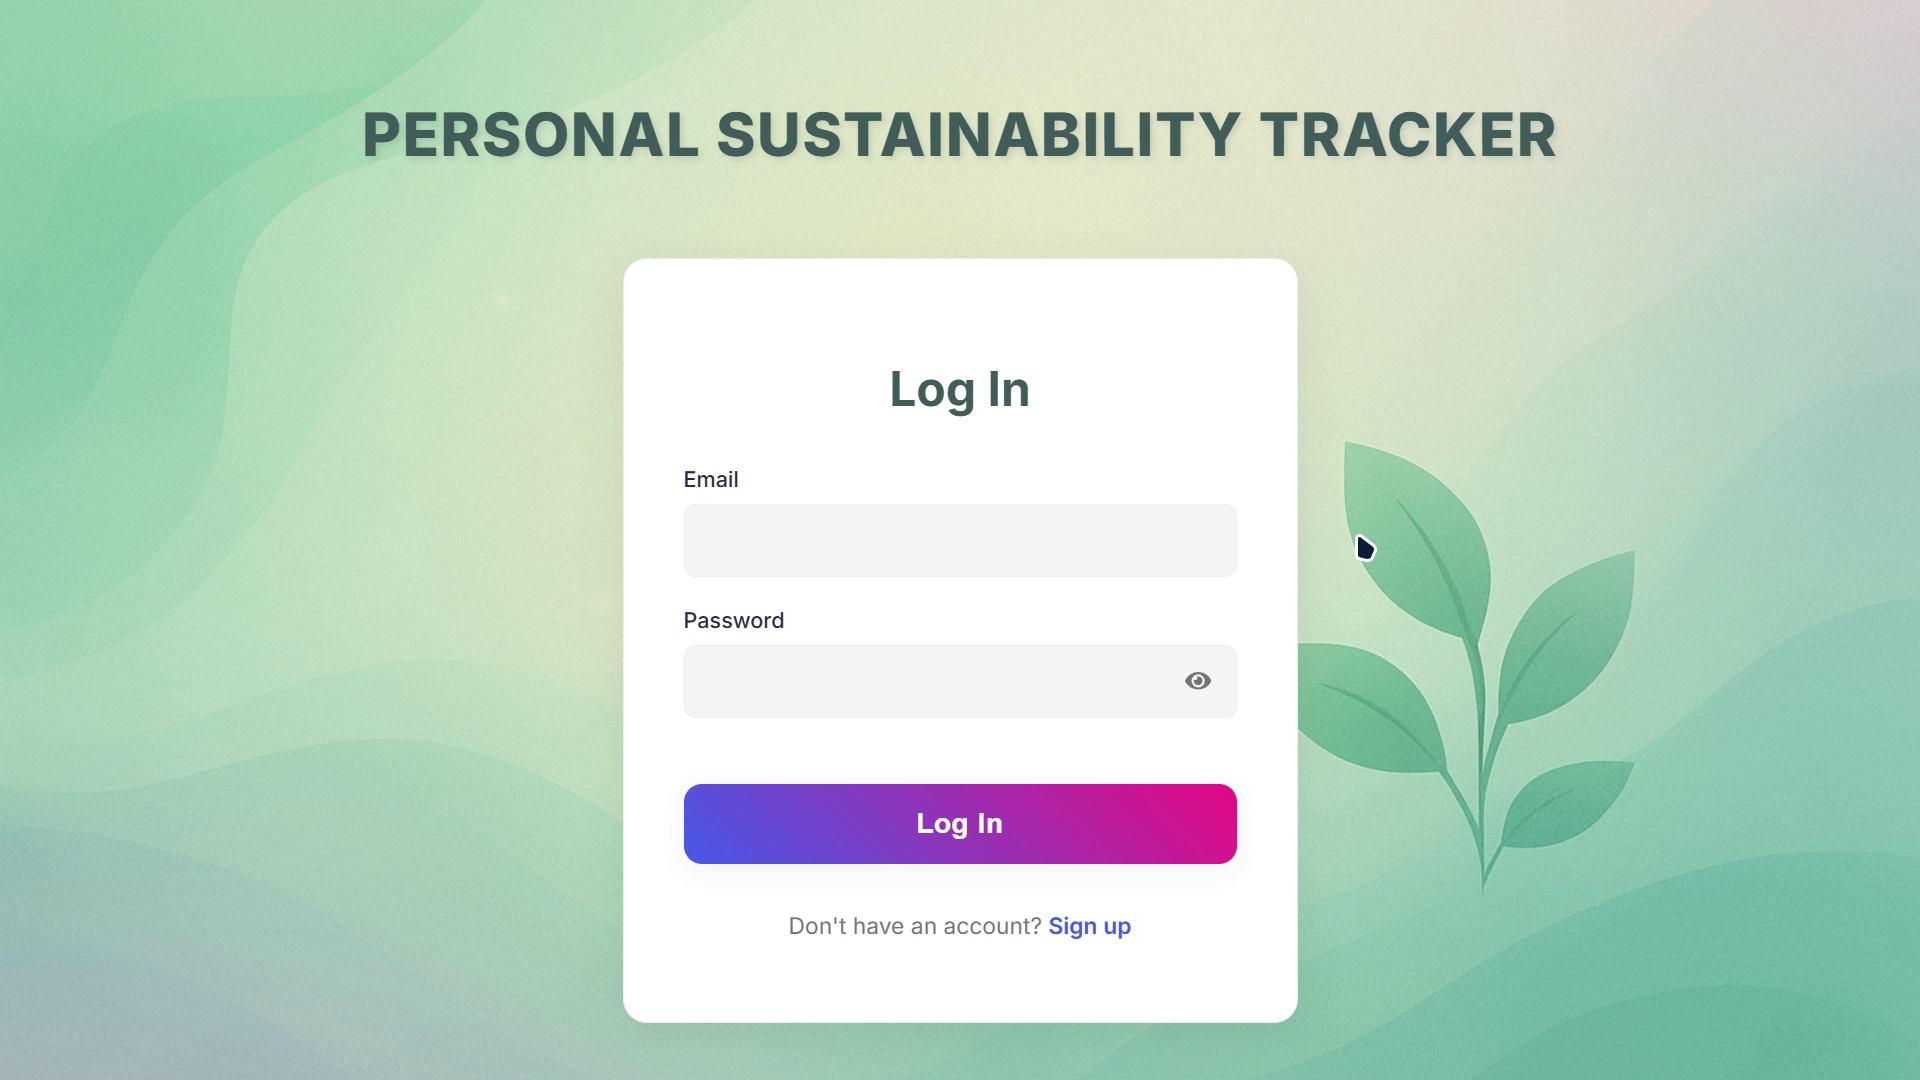 PERSONAL SUSTAINABILITY TRACKER
Log In
Email
Password
Log In
Don't have an account? Sign up